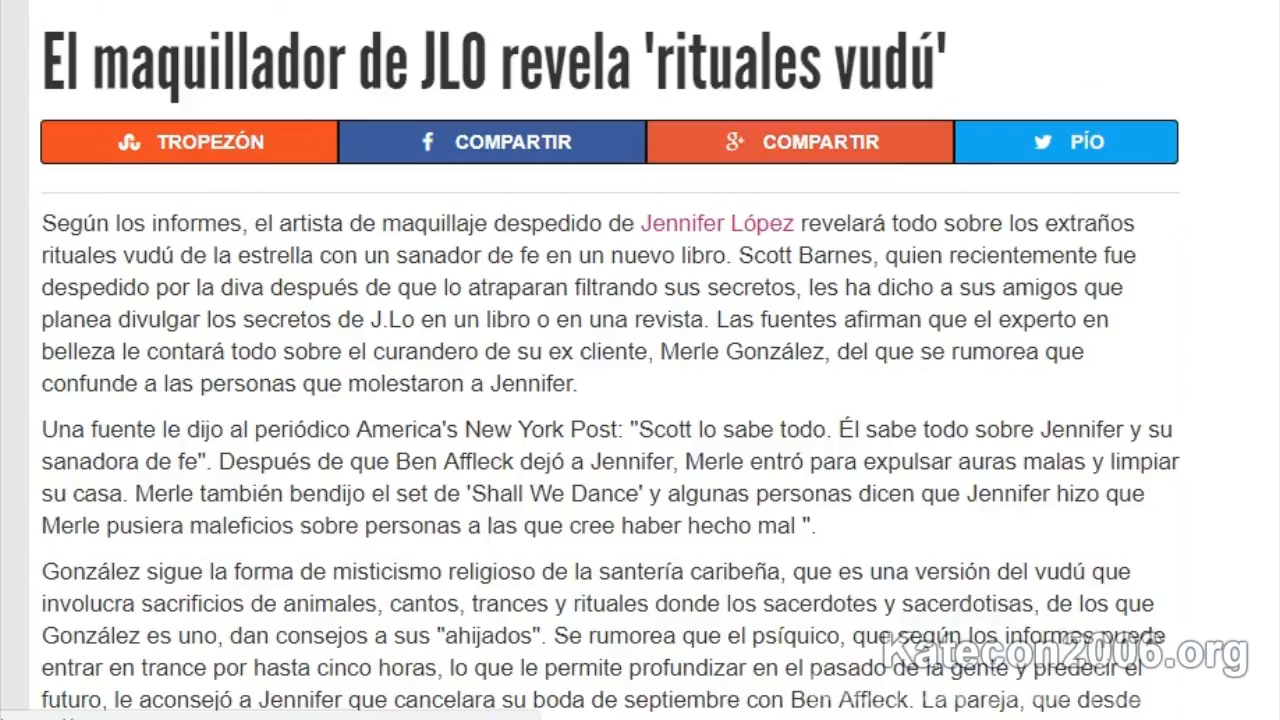 El maquillador de JLO revela 'rituales vudú'
TROPEZÓN COMPARTIR COMPARTIR PÍO
Según los informes, el artista de maquillaje despedido de Jennifer López revelará todo sobre los extraños
rituales vudú de la estrella con un sanador de fe en un nuevo libro. Scott Barnes, quien recientemente fue
despedido por la diva después de que lo atraparan filtrando sus secretos, les ha dicho a sus amigos que
planea divulgar los secretos de J.Lo en un libro o en una revista. Las fuentes afirman que el experto en
belleza le contará todo sobre el curandero de su ex cliente, Merle González, del que se rumorea que
confunde a las personas que molestaron a Jennifer.
Una fuente le dijo al periódico America's New York Post: "Scott lo sabe todo. Él sabe todo sobre Jennifer y su
sanadora de fe". Después de que Ben Affleck dejó a Jennifer, Merle entró para expulsar auras malas y limpiar
su casa. Merle también bendijo el set de 'Shall We Dance' y algunas personas dicen que Jennifer hizo que
Merle pusiera maleficios sobre personas a las que cree haber hecho mal ".
González sigue la forma de misticismo religioso de la santería caribeña, que es una versión del vudú que
involucra sacrificios de animales, cantos, trances y rituales donde los sacerdotes y sacerdotisas, de los que
González es uno, dan consejos a sus "ahijados". Se rumorea que el psíquico, que según los informes puede
entrar en trance por hasta cinco horas, lo que le permite profundizar en el pasado de la gente y predecir el
futuro, le aconsejó a Jennifer que cancelara su boda de septiembre con Ben Affleck. La pareja, que desde
Katecon2006.org